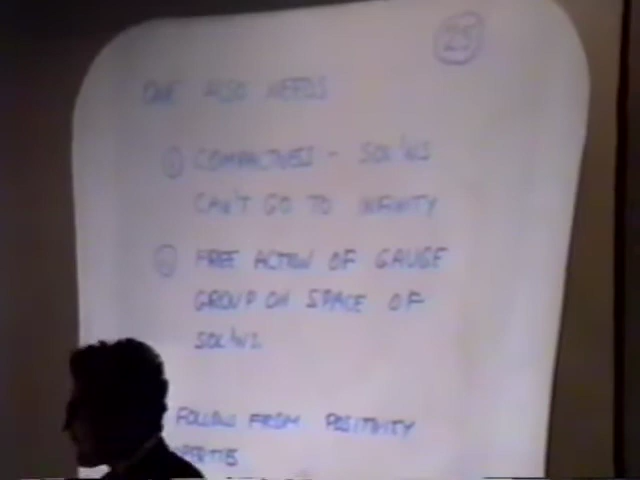 25
ONE ALSO NEEDS
① COMPACTNESS - SOL'NS
CAN'T GO TO INFINITY
② FREE ACTION OF GAUGE
GROUP ON SPACE OF
SOL'NS
FOLLOW FROM POSITIVITY